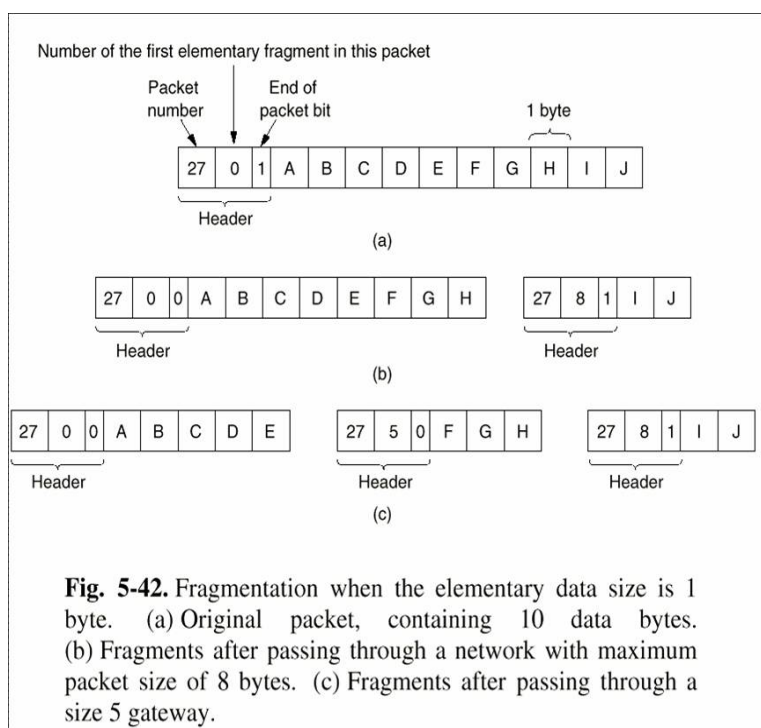 Number of the first elementary fragment in this packet
Packet number
End of packet bit
1 byte
27 0 1 A B C D E F G H I J
Header
(a)
27 0 0 A B C D E F G H
27 8 1 I J
Header
Header
(b)
27 0 0 A B C D E
27 5 0 F G H
27 8 1 I J
Header
Header
Header
(c)
Fig. 5-42. Fragmentation when the elementary data size is 1
byte. (a) Original packet, containing 10 data bytes.
(b) Fragments after passing through a network with maximum
packet size of 8 bytes. (c) Fragments after passing through a
size 5 gateway.